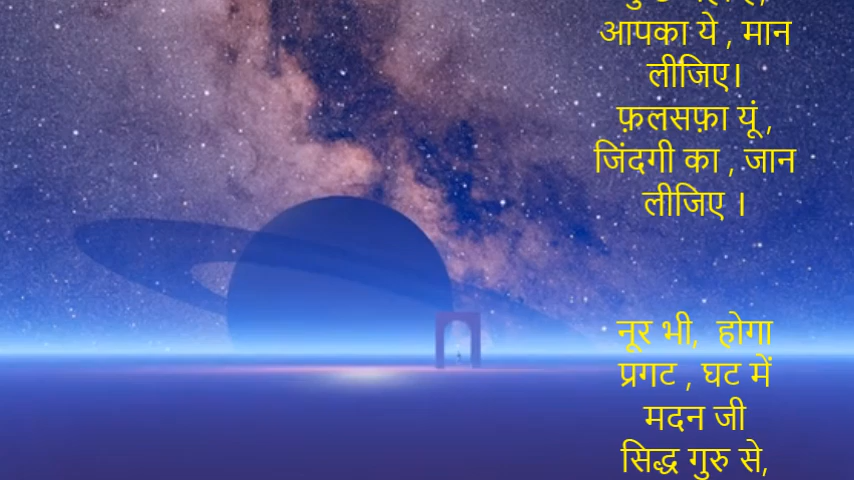 आपका ये , मान
लीजिए।
फ़लसफ़ा यूं ,
जिंदगी का , जान
लीजिए ।
नूर भी,  होगा
प्रगट , घट में
मदन जी
सिद्ध गुरु से,